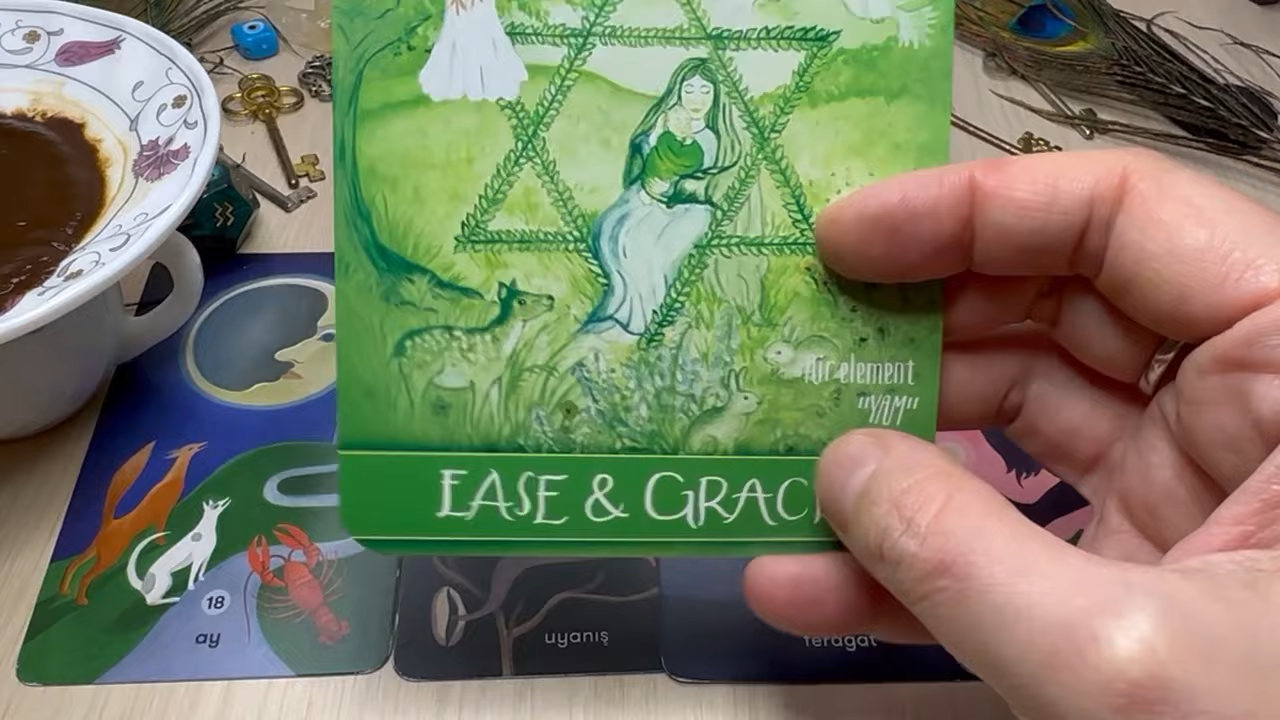 Air element
"YAM"
EASE & GRAC
18
ay
uyanış
feragat